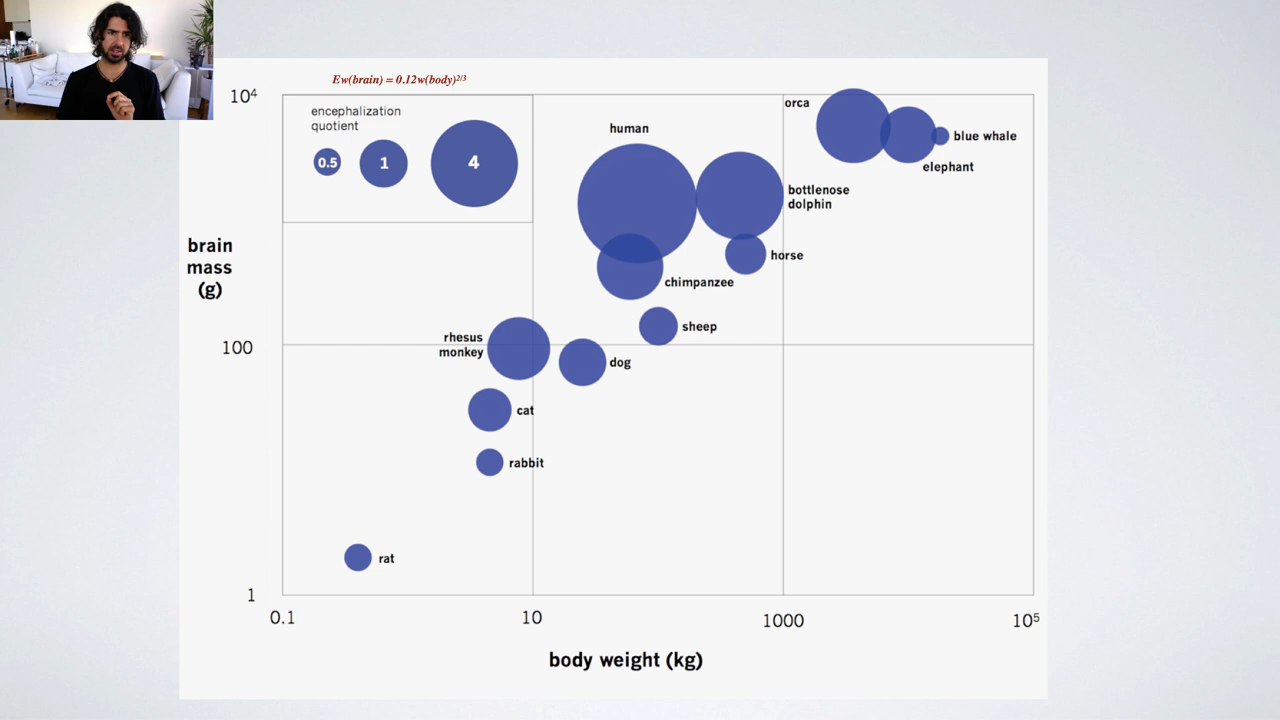 Ew(brain) = 0.12w(body)2/3
10⁴
encephalization
quotient
0.5
1
4
orca
human
blue whale
elephant
bottlenose
dolphin
brain
mass
(g)
horse
chimpanzee
sheep
rhesus
monkey
100
dog
cat
rabbit
rat
1
0.1
10
1000
10⁵
body weight (kg)